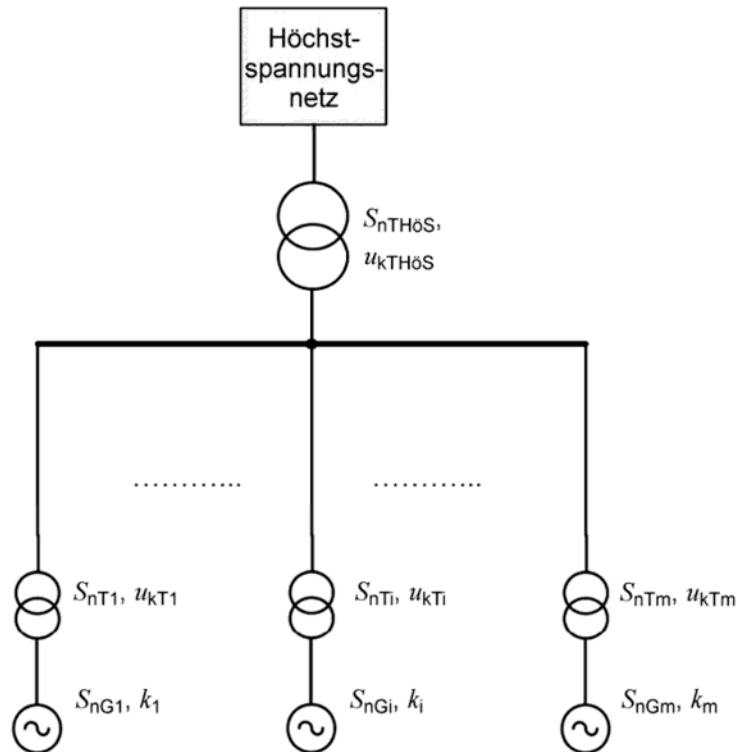 Höchst-
spannungs-
netz
SnTHöS,
ukTHöS
............ ............
SnT1, ukT1
SnTi, ukTi
SnTm, ukTm
SnG1, k1
SnGi, ki
SnGm, km